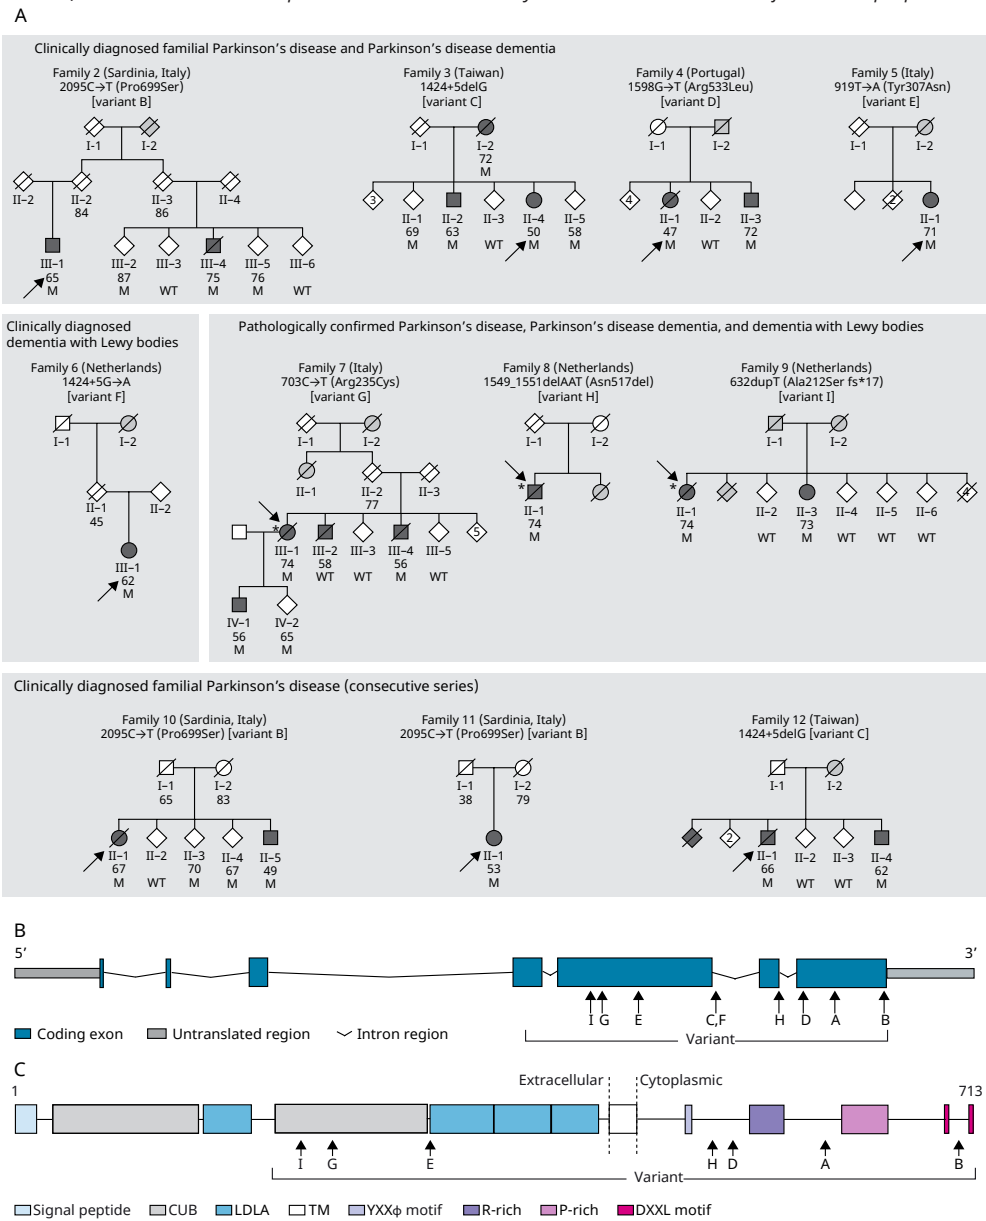 A
Clinically diagnosed familial Parkinson's disease and Parkinson's disease dementia
Family 2 (Sardinia, Italy)
2095C→T (Pro699Ser)
[variant B]
I-1 I-2
II–2 II–2 II–3 II–4
84 86
III–1 III–2 III–3 III–4 III–5 III–6
65 87 75 76
M M WT M M WT
Family 3 (Taiwan)
1424+5delG
[variant C]
I–1 I–2
72
M
3
II–1 II–2 II–3 II–4 II–5
69 63 50 58
M M WT M M
Family 4 (Portugal)
1598G→T (Arg533Leu)
[variant D]
I–1 I–2
4
II–1 II–2 II–3
47 72
M WT M
Family 5 (Italy)
919T→A (Tyr307Asn)
[variant E]
I–1 I–2
2
II–1
71
M
Clinically diagnosed
dementia with Lewy bodies
Family 6 (Netherlands)
1424+5G→A
[variant F]
I–1 I–2
II–1 II–2
45
III–1
62
M
Pathologically confirmed Parkinson's disease, Parkinson's disease dementia, and dementia with Lewy bodies
Family 7 (Italy)
703C→T (Arg235Cys)
[variant G]
I–1 I–2
II–1 II–2 II–3
77
* 5
III–1 III–2 III–3 III–4 III–5
74 58 56
M WT WT M WT
IV–1 IV–2
56 65
M M
Family 8 (Netherlands)
1549_1551delAAT (Asn517del)
[variant H]
I–1 I–2
*
II–1
74
M
Family 9 (Netherlands)
632dupT (Ala212Ser fs*17)
[variant I]
I–1 I–2
* 4
II–1 II–2 II–3 II–4 II–5 II–6
74 73
M WT M WT WT WT
Clinically diagnosed familial Parkinson's disease (consecutive series)
Family 10 (Sardinia, Italy)
2095C→T (Pro699Ser) [variant B]
I–1 I–2
65 83
II–1 II–2 II–3 II–4 II–5
67 70 67 49
M WT M M M
Family 11 (Sardinia, Italy)
2095C→T (Pro699Ser) [variant B]
I–1 I–2
38 79
II–1
53
M
Family 12 (Taiwan)
1424+5delG [variant C]
I-1 I-2
2
II–1 II–2 II–3 II–4
66 62
M WT WT M
B
5′ 3′
I G E C,F H D A B
Variant
Coding exon Untranslated region Intron region
C
1 Extracellular Cytoplasmic 713
I G E H D A B
Variant
Signal peptide CUB LDLA TM YXXφ motif R-rich P-rich DXXL motif